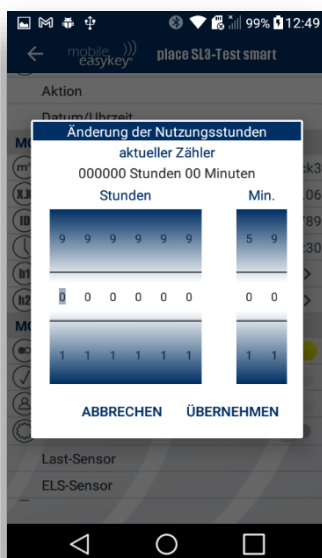 99% 12:49
mobile easykey® place SL3-Test smart
Aktion
Datum/Uhrzeit
Änderung der Nutzungsstunden
aktueller Zähler
000000 Stunden 00 Minuten
Stunden Min.
9 9 9 9 9 9 5 9
0 0 0 0 0 0 0 0
1 1 1 1 1 1 1 1
ABBRECHEN ÜBERNEHMEN
Last-Sensor
ELS-Sensor